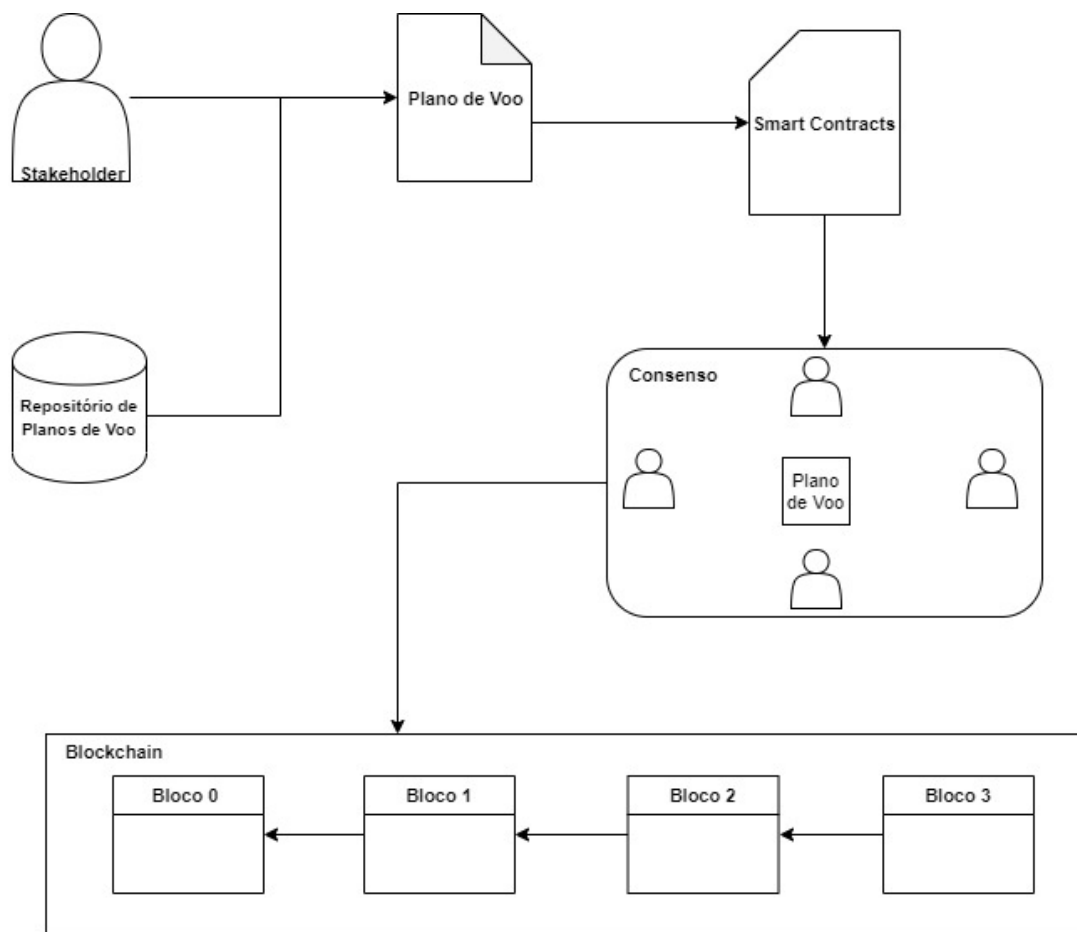 Plano de Voo
Smart Contracts
Stakeholder
Consenso
Repositório de
Planos de Voo
Plano
de Voo
Blockchain
Bloco 0
Bloco 1
Bloco 2
Bloco 3